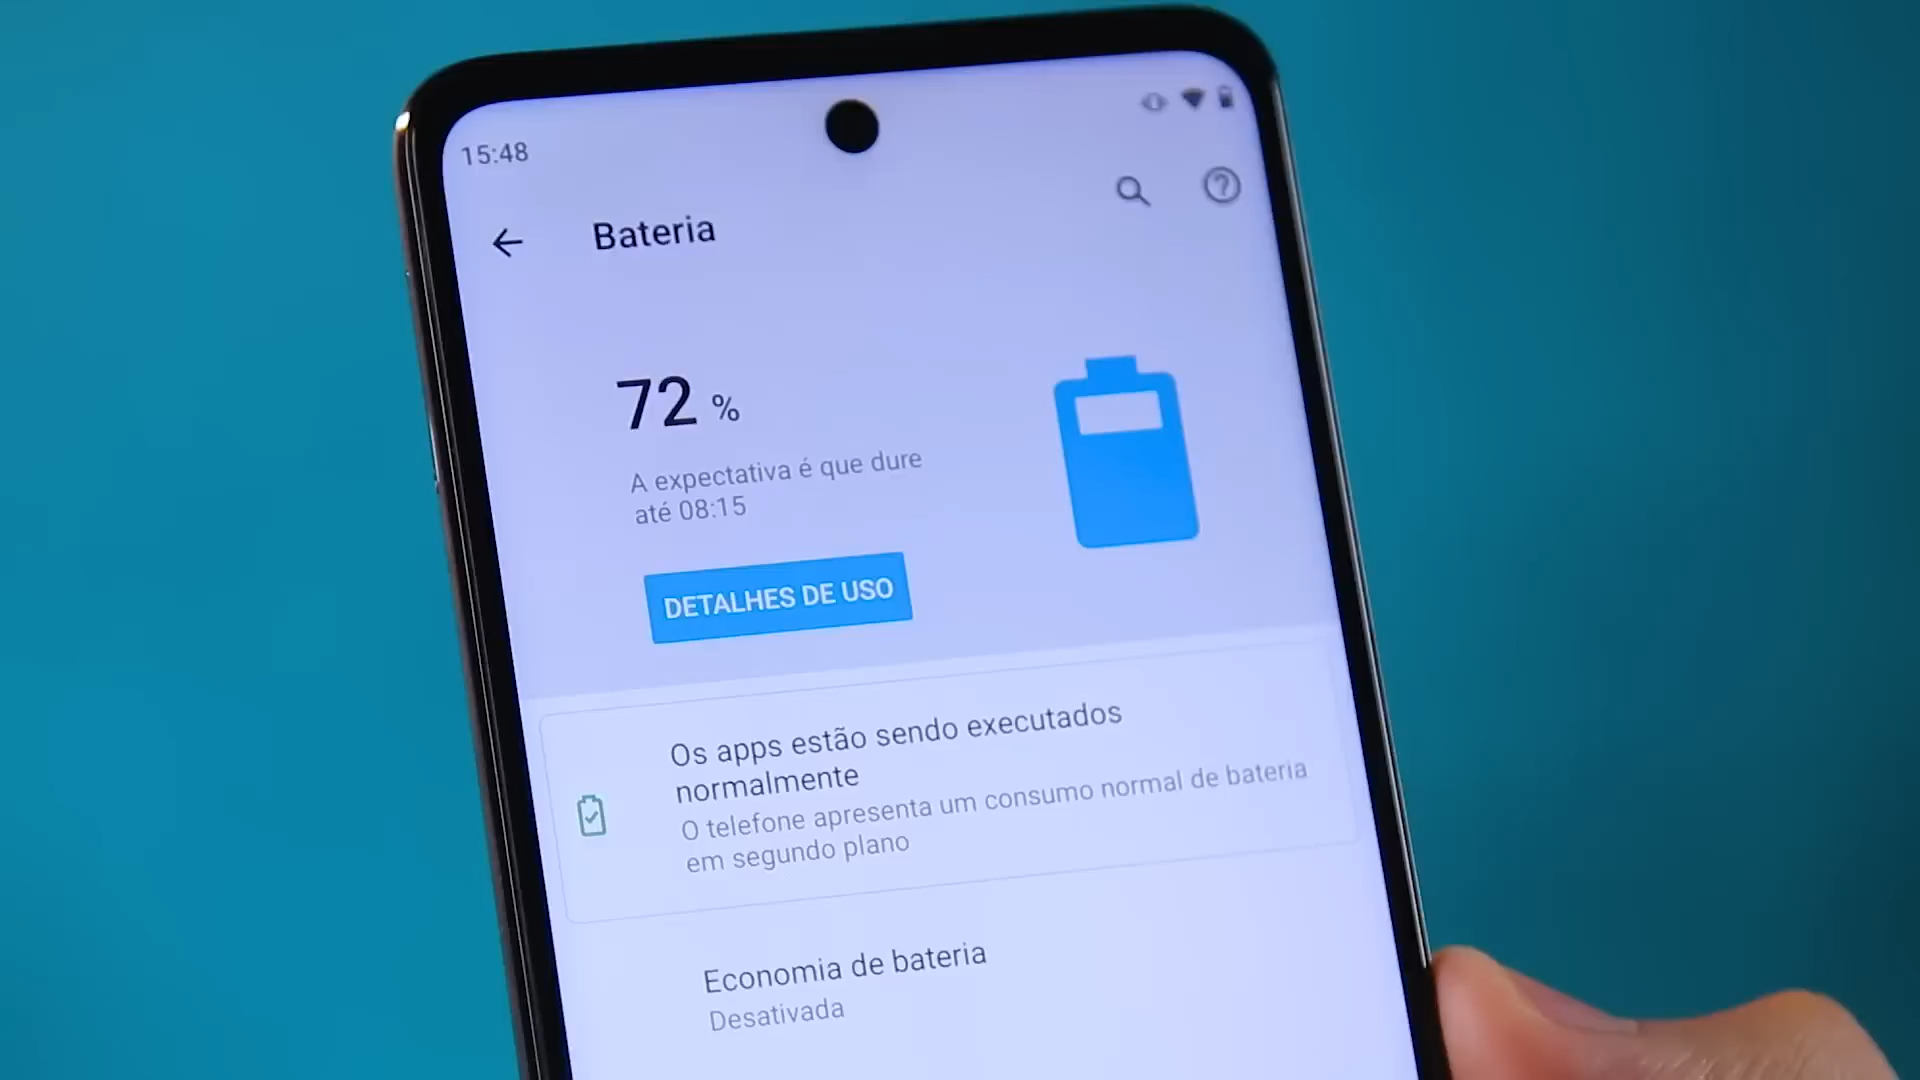 15:48
Bateria
72 %
A expectativa é que dure
até 08:15
DETALHES DE USO
Os apps estão sendo executados
normalmente
O telefone apresenta um consumo normal de bateria
em segundo plano
Economia de bateria
Desativada